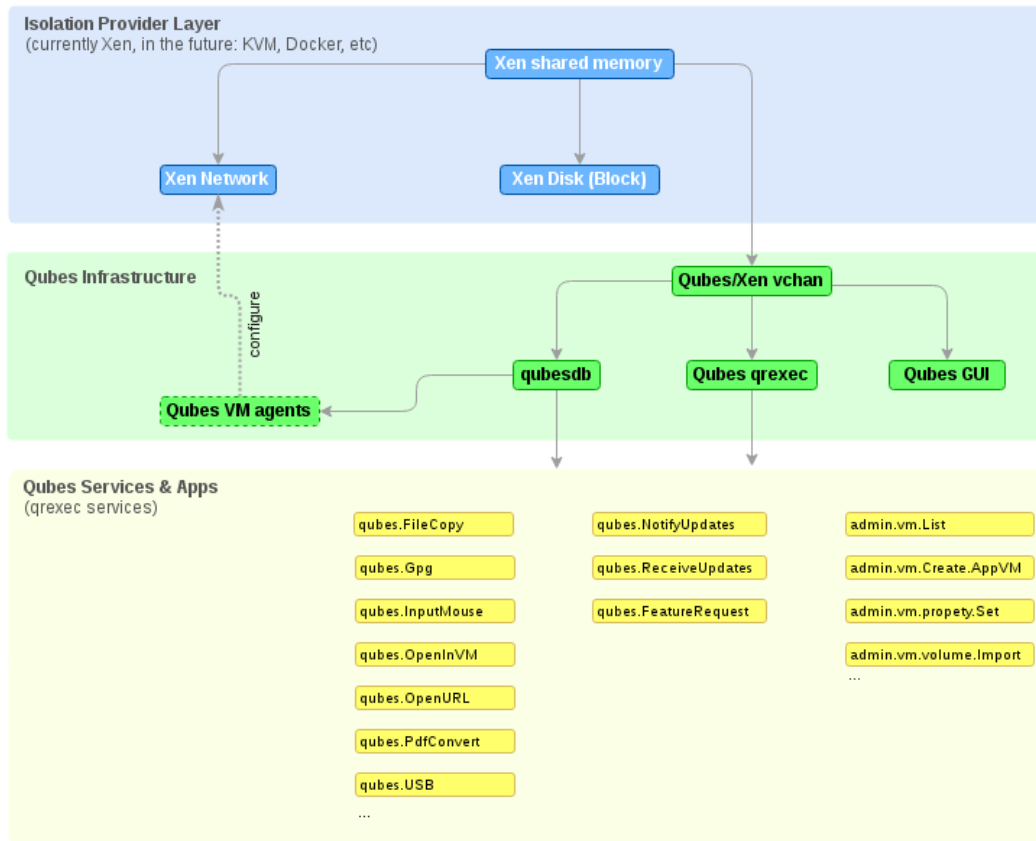 Isolation Provider Layer
(currently Xen, in the future: KVM, Docker, etc)
Xen shared memory
Xen Network
Xen Disk (Block)
Qubes Infrastructure
Qubes/Xen vchan
configure
qubesdb
Qubes qrexec
Qubes GUI
Qubes VM agents
Qubes Services & Apps
(qrexec services)
qubes.FileCopy
qubes.Gpg
qubes.InputMouse
qubes.OpenInVM
qubes.OpenURL
qubes.PdfConvert
qubes.USB
...
qubes.NotifyUpdates
qubes.ReceiveUpdates
qubes.FeatureRequest
admin.vm.List
admin.vm.Create.AppVM
admin.vm.propety.Set
admin.vm.volume.Import
...